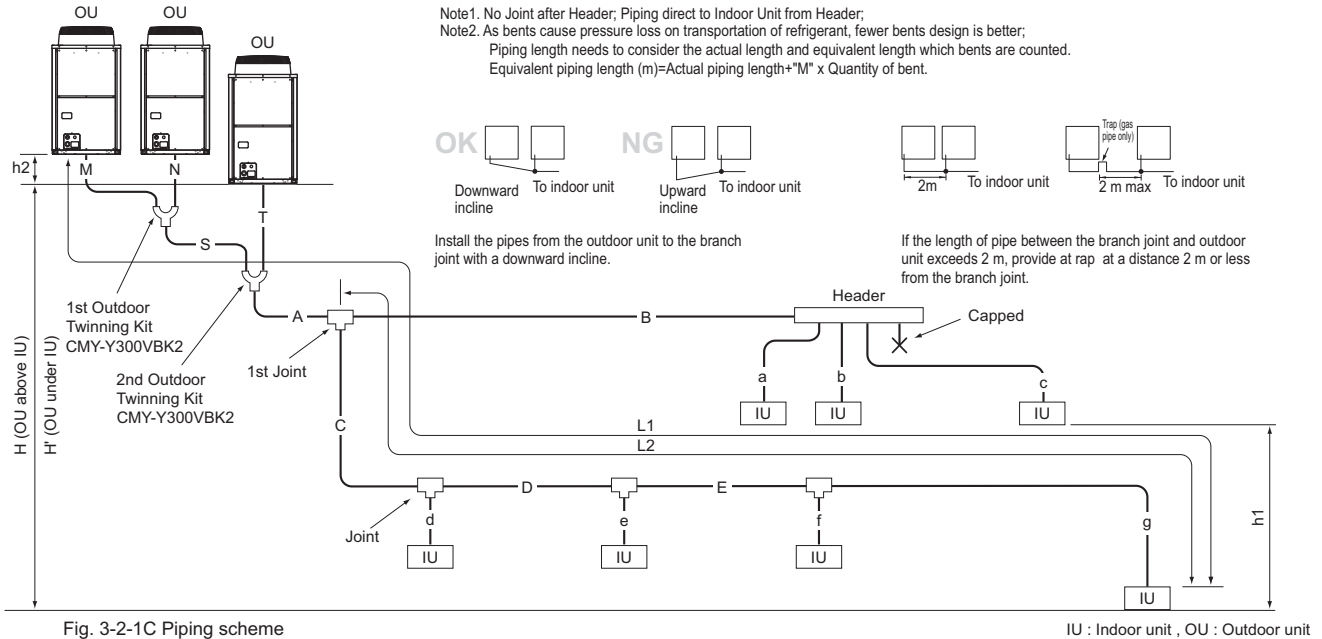 Note1. No Joint after Header; Piping direct to Indoor Unit from Header;
Note2. As bents cause pressure loss on transportation of refrigerant, fewer bents design is better;
Piping length needs to consider the actual length and equivalent length which bents are counted.
Equivalent piping length (m)=Actual piping length+"M" x Quantity of bent.
OU
OU
OU
h2
M
N
T
S
OK
Downward
incline
To indoor unit
NG
Upward
incline
To indoor unit
2m
To indoor unit
Trap (gas
pipe only)
2 m max
To indoor unit
Install the pipes from the outdoor unit to the branch
joint with a downward incline.
If the length of pipe between the branch joint and outdoor
unit exceeds 2 m, provide at rap at a distance 2 m or less
from the branch joint.
H (OU above IU)
H' (OU under IU)
1st Outdoor
Twinning Kit
CMY-Y300VBK2
2nd Outdoor
Twinning Kit
CMY-Y300VBK2
A
1st Joint
B
Header
Capped
a
b
c
IU
IU
IU
C
L1
L2
h1
D
E
Joint
d
e
f
g
IU
IU
IU
IU
Fig. 3-2-1C Piping scheme
IU : Indoor unit , OU : Outdoor unit